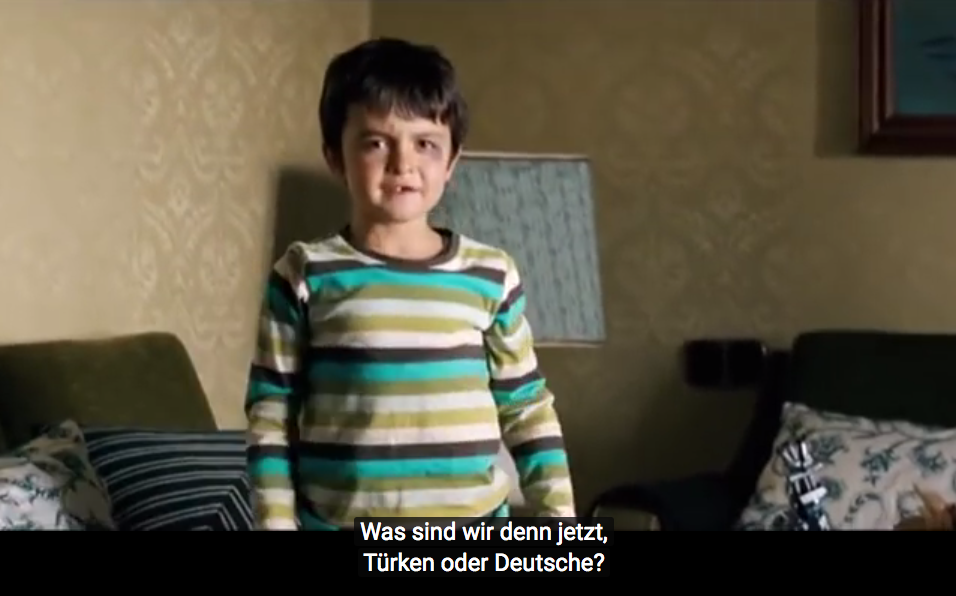 Was sind wir denn jetzt,
Türken oder Deutsche?